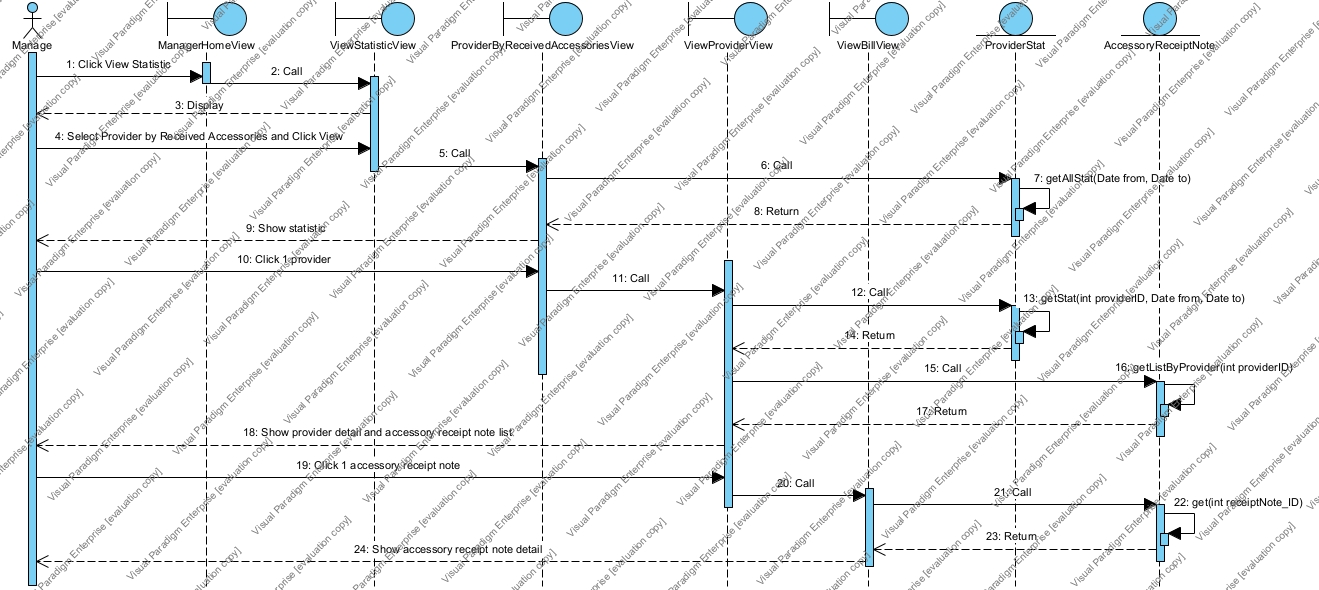 Manage
ManagerHomeView
ViewStatisticView
ProviderByReceivedAccessoriesView
ViewProviderView
ViewBillView
ProviderStat
AccessoryReceiptNote
1: Click View Statistic
2: Call
3: Display
4: Select Provider by Received Accessories and Click View
5: Call
6: Call
7: getAllStat(Date from, Date to)
8: Return
9: Show statistic
10: Click 1 provider
11: Call
12: Call
13: getStat(int providerID, Date from, Date to)
14: Return
15: Call
16: getListByProvider(int providerID)
17: Return
18: Show provider detail and accessory receipt note list
19: Click 1 accessory receipt note
20: Call
21: Call
22: get(int receiptNote_ID)
23: Return
24: Show accessory receipt note detail
Visual Paradigm Enterprise [evaluation copy]